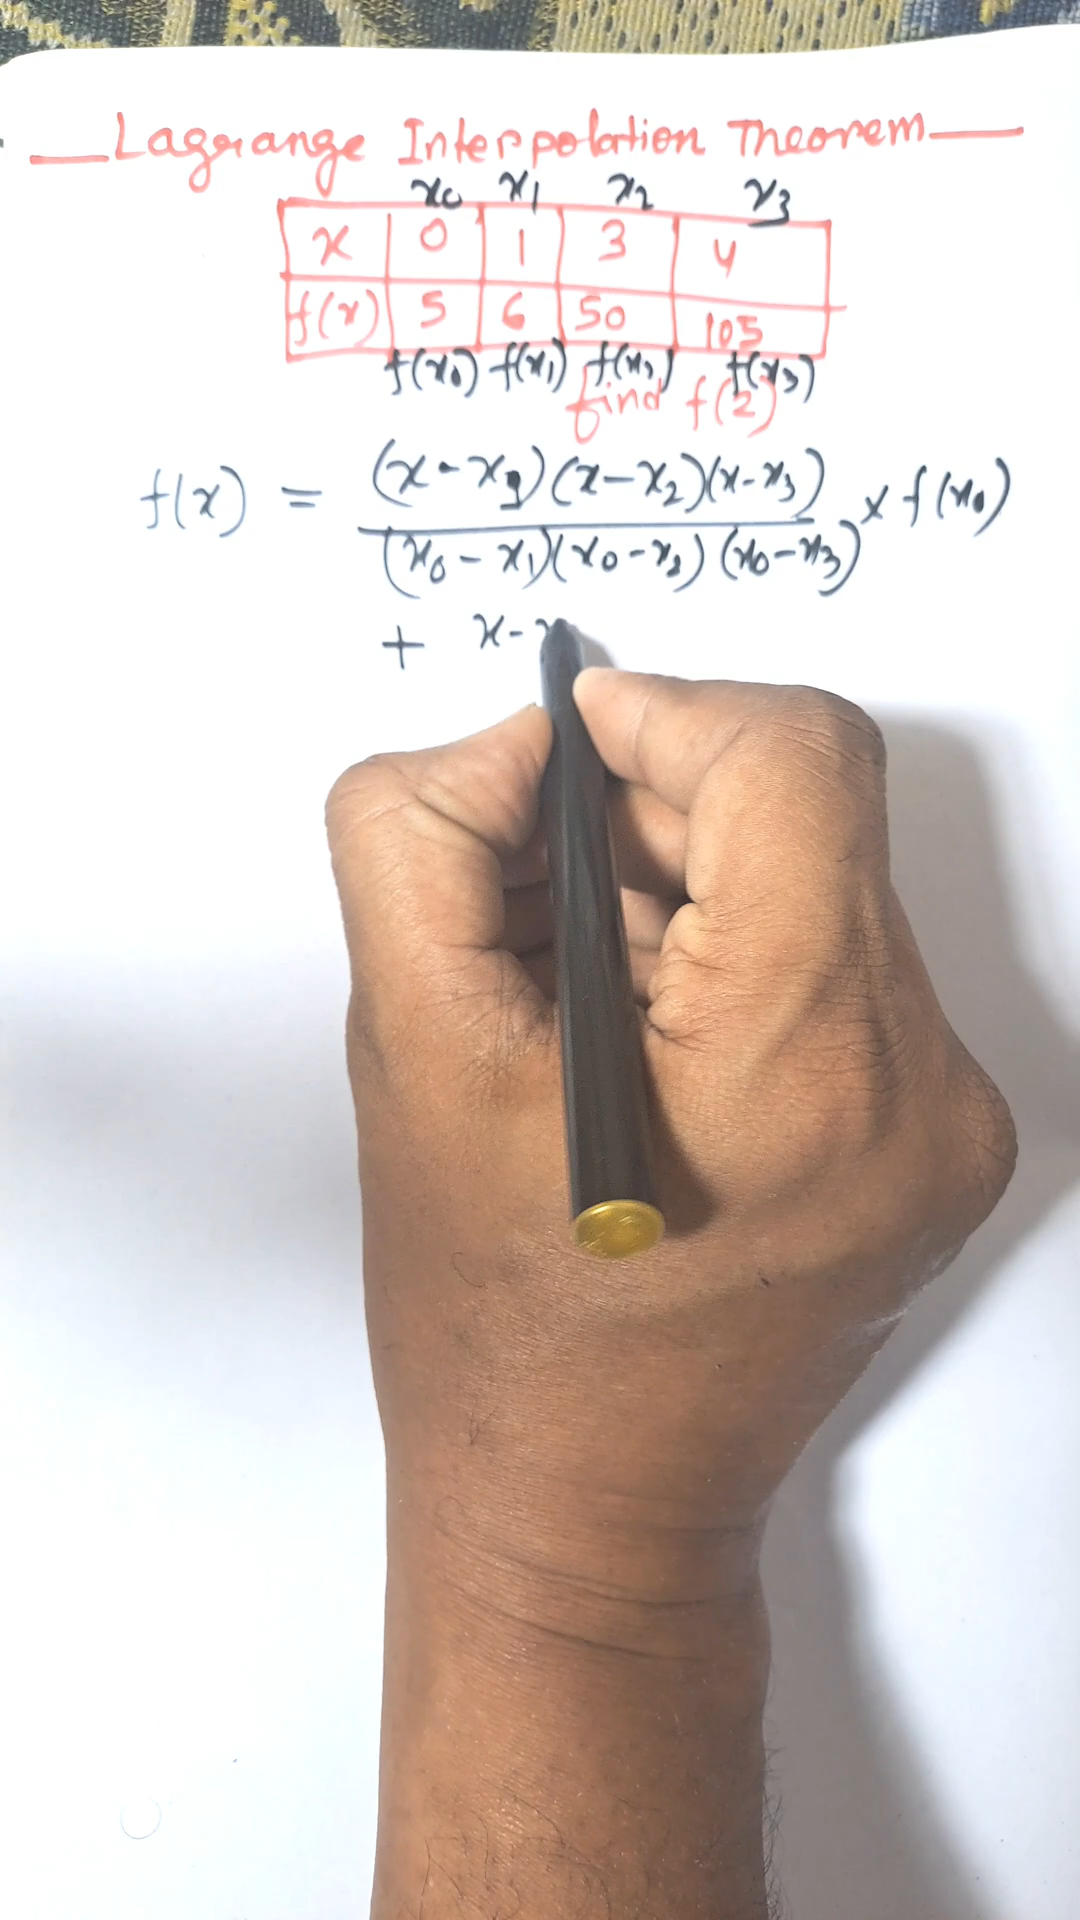 Lagrange Interpolation Theorem
x0 x1 x2 x3
x 0 1 3 4
f(x) 5 6 50 105
f(x0) f(x1) f(x2) f(x3)
find f(2)
f(x) = (x-x1)(x-x2)(x-x3) × f(x0)
(x0-x1)(x0-x2)(x0-x3)
+ x-